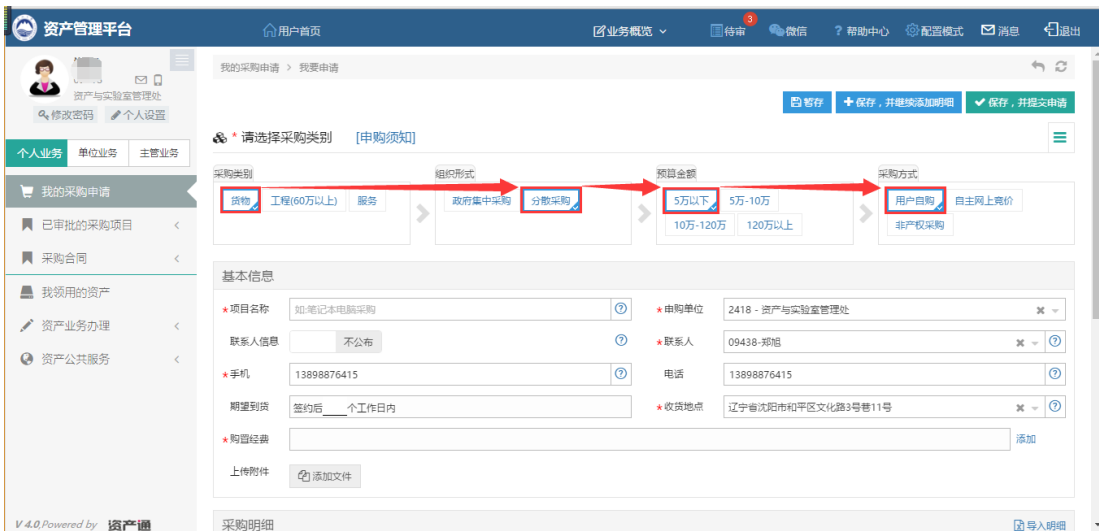 资产管理平台 用户首页 业务概览 待审 3 微信 ? 帮助中心 配置模式 消息 退出
我的采购申请 > 我要申请
资产与实验室管理处
修改密码 个人设置
暂存 保存，并继续添加明细 保存，并提交申请
* 请选择采购类别 [申购须知]
个人业务 单位业务 主管业务
采购类别 组织形式 预算金额 采购方式
我的采购申请
货物 工程(60万以上) 服务 政府集中采购 分散采购 5万以下 5万-10万 用户自购 自主网上竞价
10万-120万 120万以上 非产权采购
已审批的采购项目
采购合同
基本信息
我领用的资产
*项目名称 如:笔记本电脑采购 *申购单位 2418 - 资产与实验室管理处
资产业务办理
联系人信息 不公布 *联系人 09438-郑旭
资产公共服务
*手机 13898876415 电话 13898876415
期望到货 签约后____个工作日内 *收货地点 辽宁省沈阳市和平区文化路3号巷11号
*购置经费 添加
上传附件 添加文件
V 4.0,Powered by 资产通
采购明细 导入明细